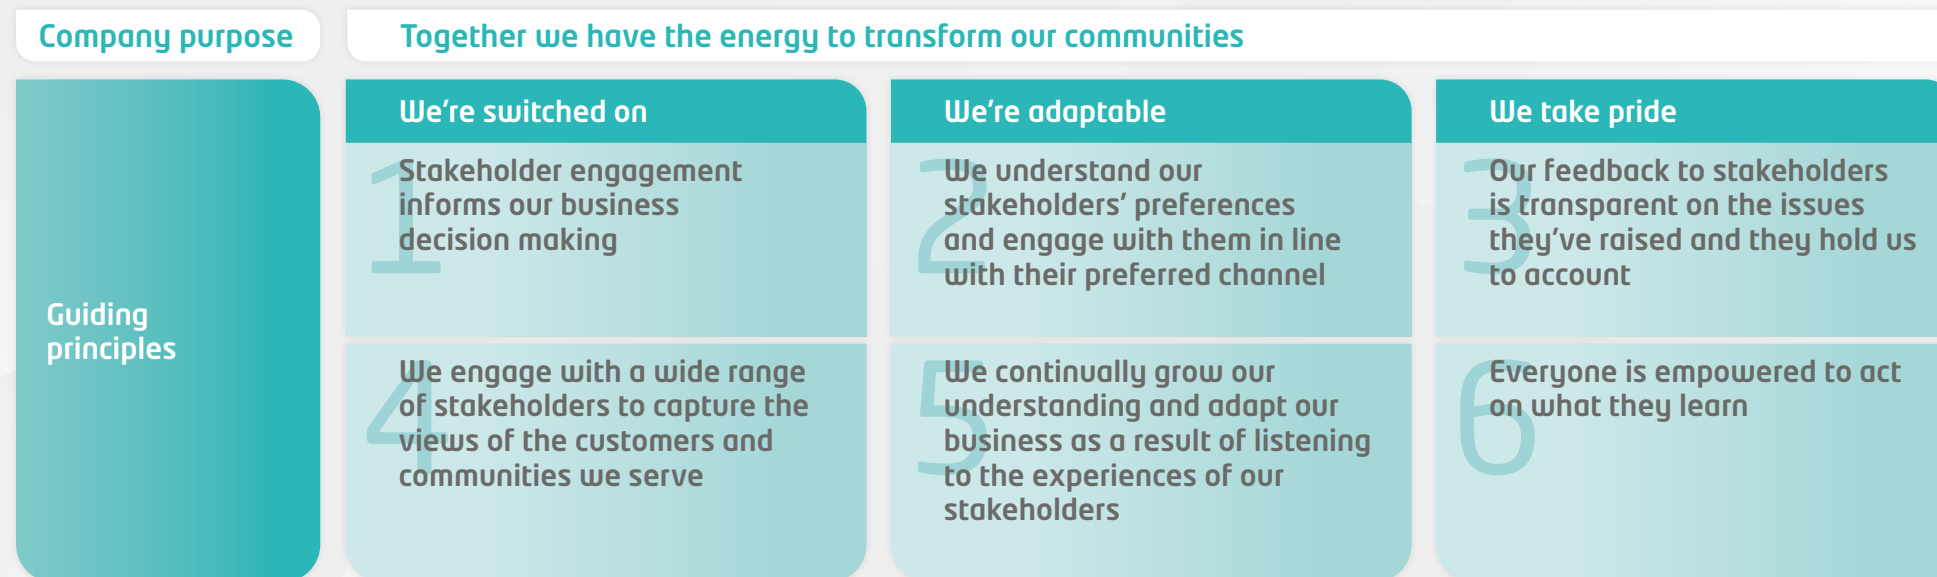 Company purpose
Together we have the energy to transform our communities
Guiding
principles
We're switched on
We're adaptable
We take pride
1
Stakeholder engagement
informs our business
decision making
2
We understand our
stakeholders' preferences
and engage with them in line
with their preferred channel
3
Our feedback to stakeholders
is transparent on the issues
they've raised and they hold us
to account
4
We engage with a wide range
of stakeholders to capture the
views of the customers and
communities we serve
5
We continually grow our
understanding and adapt our
business as a result of listening
to the experiences of our
stakeholders
6
Everyone is empowered to act
on what they learn